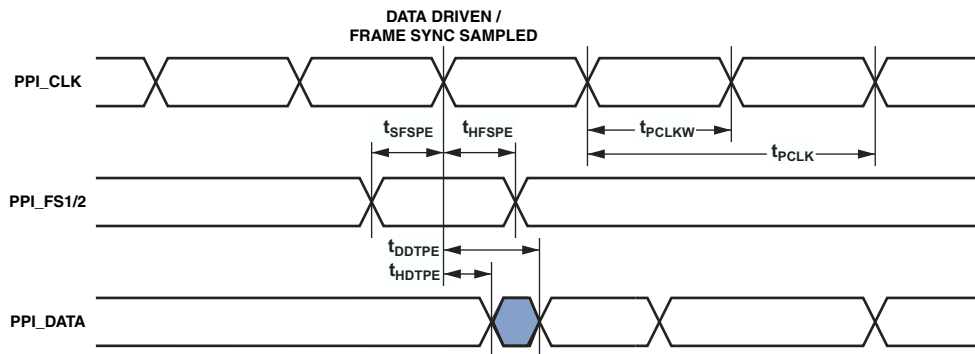 DATA DRIVEN /
FRAME SYNC SAMPLED
PPI_CLK
tSFSPE
tHFSPE
tPCLKW
tPCLK
PPI_FS1/2
tDDTPE
tHDTPE
PPI_DATA